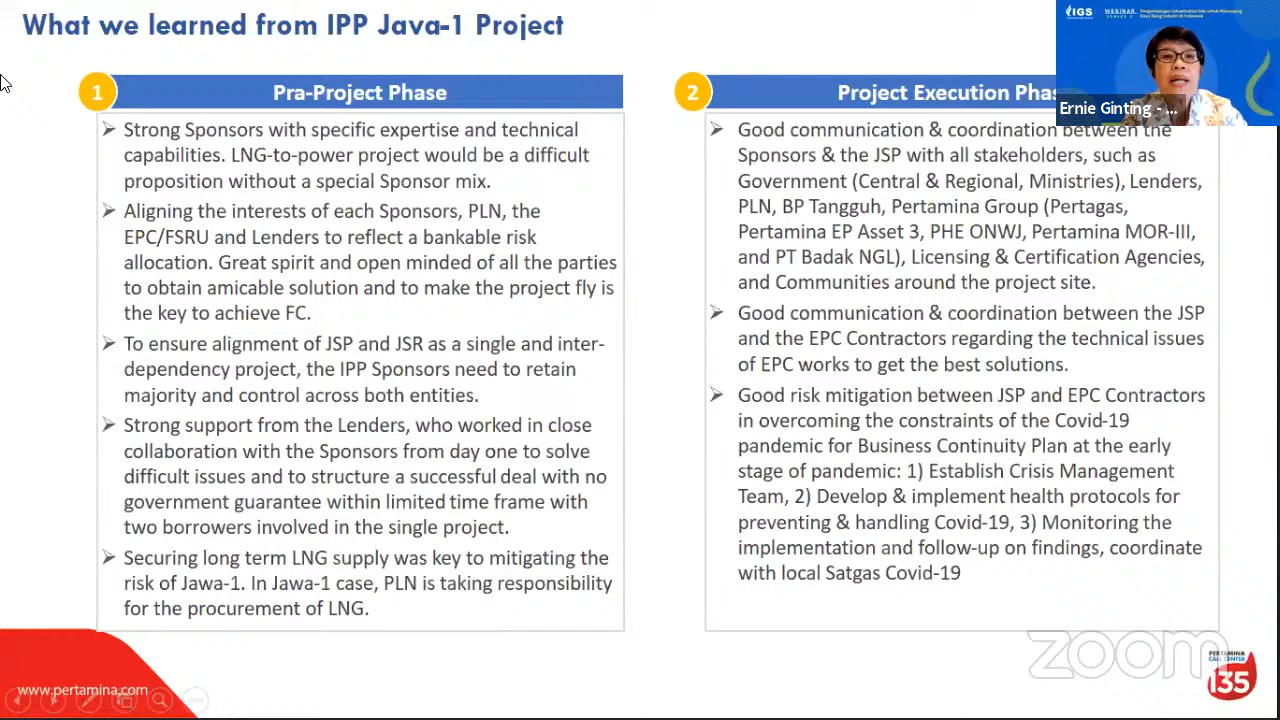 What we learned from IPP Java-1 Project
IGS
WEBINAR
SERIES
Pengembangan Infrastruktur Gas untuk Menunjang
Daya Saing Industri di Indonesia
Ernie Ginting - ...
1
Pra-Project Phase
➢ Strong Sponsors with specific expertise and technical
capabilities. LNG-to-power project would be a difficult
proposition without a special Sponsor mix.
➢ Aligning the interests of each Sponsors, PLN, the
EPC/FSRU and Lenders to reflect a bankable risk
allocation. Great spirit and open minded of all the parties
to obtain amicable solution and to make the project fly is
the key to achieve FC.
➢ To ensure alignment of JSP and JSR as a single and inter-
dependency project, the IPP Sponsors need to retain
majority and control across both entities.
➢ Strong support from the Lenders, who worked in close
collaboration with the Sponsors from day one to solve
difficult issues and to structure a successful deal with no
government guarantee within limited time frame with
two borrowers involved in the single project.
➢ Securing long term LNG supply was key to mitigating the
risk of Jawa-1. In Jawa-1 case, PLN is taking responsibility
for the procurement of LNG.
2
Project Execution Phas
➢ Good communication & coordination between the
Sponsors & the JSP with all stakeholders, such as
Government (Central & Regional, Ministries), Lenders,
PLN, BP Tangguh, Pertamina Group (Pertagas,
Pertamina EP Asset 3, PHE ONWJ, Pertamina MOR-III,
and PT Badak NGL), Licensing & Certification Agencies,
and Communities around the project site.
➢ Good communication & coordination between the JSP
and the EPC Contractors regarding the technical issues
of EPC works to get the best solutions.
➢ Good risk mitigation between JSP and EPC Contractors
in overcoming the constraints of the Covid-19
pandemic for Business Continuity Plan at the early
stage of pandemic: 1) Establish Crisis Management
Team, 2) Develop & implement health protocols for
preventing & handling Covid-19, 3) Monitoring the
implementation and follow-up on findings, coordinate
with local Satgas Covid-19
www.pertamina.com
zoom
PERTAMINA
CALL CENTER
135